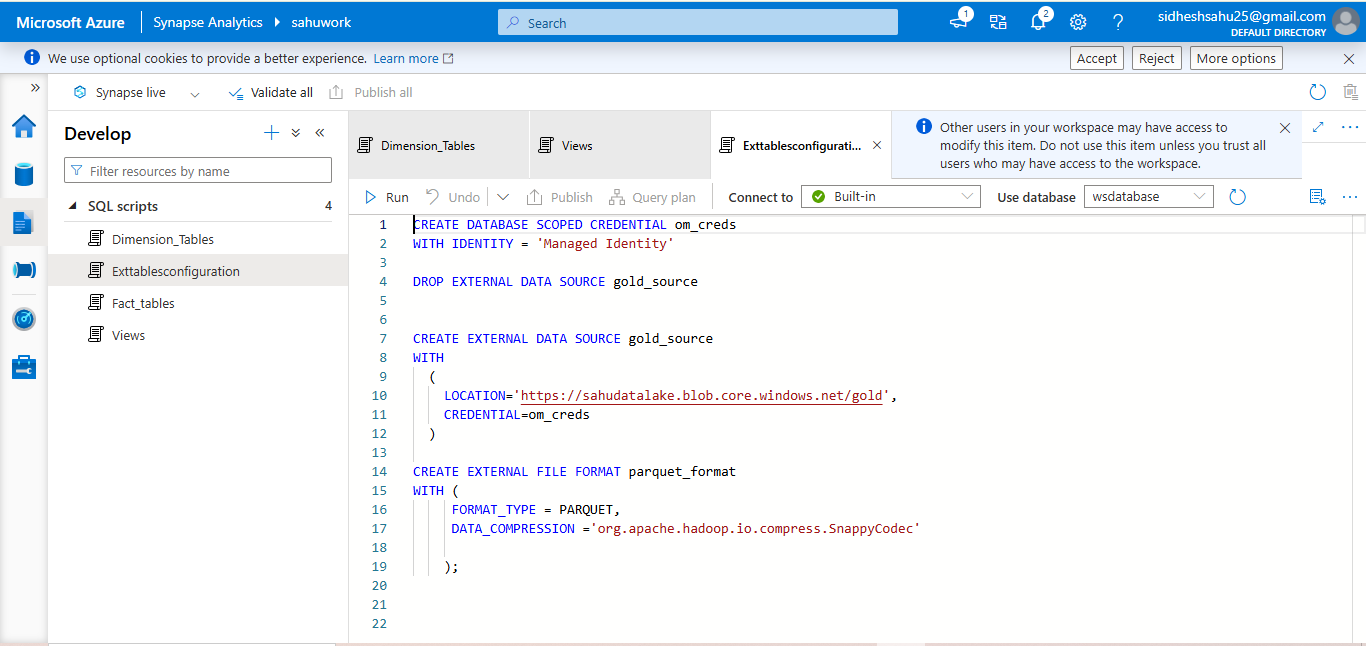 Microsoft Azure
Synapse Analytics
sahuwork
Search
1
2
sidheshsahu25@gmail.com
DEFAULT DIRECTORY
We use optional cookies to provide a better experience. Learn more
Accept
Reject
More options
Synapse live
Validate all
Publish all
Develop
Filter resources by name
SQL scripts
4
Dimension_Tables
Exttablesconfiguration
Fact_tables
Views
Dimension_Tables
Views
Exttablesconfigurati...
Other users in your workspace may have access to
modify this item. Do not use this item unless you trust all
users who may have access to the workspace.
Run
Undo
Publish
Query plan
Connect to
Built-in
Use database
wsdatabase
1 CREATE DATABASE SCOPED CREDENTIAL om_creds
2 WITH IDENTITY = 'Managed Identity'
3
4 DROP EXTERNAL DATA SOURCE gold_source
5
6
7 CREATE EXTERNAL DATA SOURCE gold_source
8 WITH
9 (
10 LOCATION='https://sahudatalake.blob.core.windows.net/gold',
11 CREDENTIAL=om_creds
12 )
13
14 CREATE EXTERNAL FILE FORMAT parquet_format
15 WITH (
16 FORMAT_TYPE = PARQUET,
17 DATA_COMPRESSION ='org.apache.hadoop.io.compress.SnappyCodec'
18
19 );
20
21
22